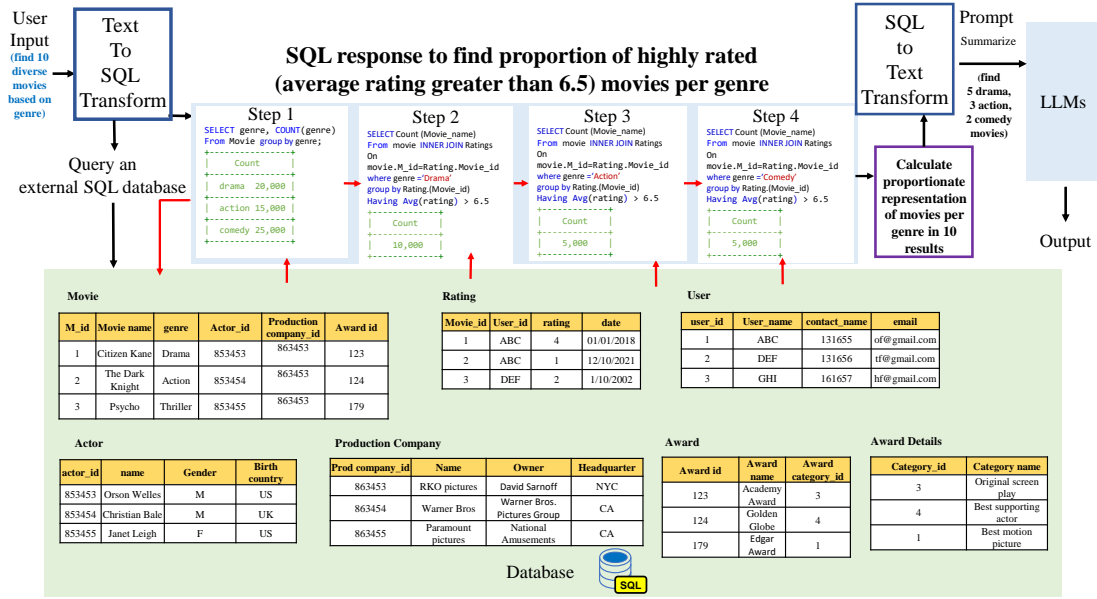 User
Input
(find 10
diverse
movies
based on
genre)
Text
To
SQL
Transform
Query an
external SQL database
SQL response to find proportion of highly rated
(average rating greater than 6.5) movies per genre
Step 1
SELECT genre, COUNT(genre)
From Movie group by genre;
+---------------+
| Count |
+---------------+
| drama 20,000 |
+---------------+
| action 15,000 |
+---------------+
| comedy 25,000 |
+---------------+
Step 2
SELECT Count (Movie_name)
From movie INNER JOIN Ratings
On
movie.M_id=Rating.Movie_id
where genre ='Drama'
group by Rating.(Movie_id)
Having Avg(rating) > 6.5
+-------------+
| Count |
+-------------+
| 10,000 |
+-------------+
Step 3
SELECT Count (Movie_name)
From movie INNER JOIN Ratings
On
movie.M_id=Rating.Movie_id
where genre ='Action'
group by Rating.(Movie_id)
Having Avg(rating) > 6.5
+-------------+
| Count |
+-------------+
| 5,000 |
+-------------+
Step 4
SELECT Count (Movie_name)
From movie INNER JOIN Ratings
On
movie.M_id=Rating.Movie_id
where genre ='Comedy'
group by Rating.(Movie_id)
Having Avg(rating) > 6.5
+-------------+
| Count |
+-------------+
| 5,000 |
+-------------+
SQL
to
Text
Transform
Calculate
proportionate
representation
of movies per
genre in 10
results
Prompt
Summarize
(find
5 drama,
3 action,
2 comedy
movies)
LLMs
Output
Movie
M_id Movie name genre Actor_id Production company_id Award id
1 Citizen Kane Drama 853453 863453 123
2 The Dark Knight Action 853454 863453 124
3 Psycho Thriller 853455 863453 179
Rating
Movie_id User_id rating date
1 ABC 4 01/01/2018
2 ABC 1 12/10/2021
3 DEF 2 1/10/2002
User
user_id User_name contact_name email
1 ABC 131655 of@gmail.com
2 DEF 131656 tf@gmail.com
3 GHI 161657 hf@gmail.com
Actor
actor_id name Gender Birth country
853453 Orson Welles M US
853454 Christian Bale M UK
853455 Janet Leigh F US
Production Company
Prod company_id Name Owner Headquarter
863453 RKO pictures David Sarnoff NYC
863454 Warner Bros Warner Bros. Pictures Group CA
863455 Paramount pictures National Amusements CA
Award
Award id Award name Award category_id
123 Academy Award 3
124 Golden Globe 4
179 Edgar Award 1
Award Details
Category_id Category name
3 Original screen play
4 Best supporting actor
1 Best motion picture
Database
SQL